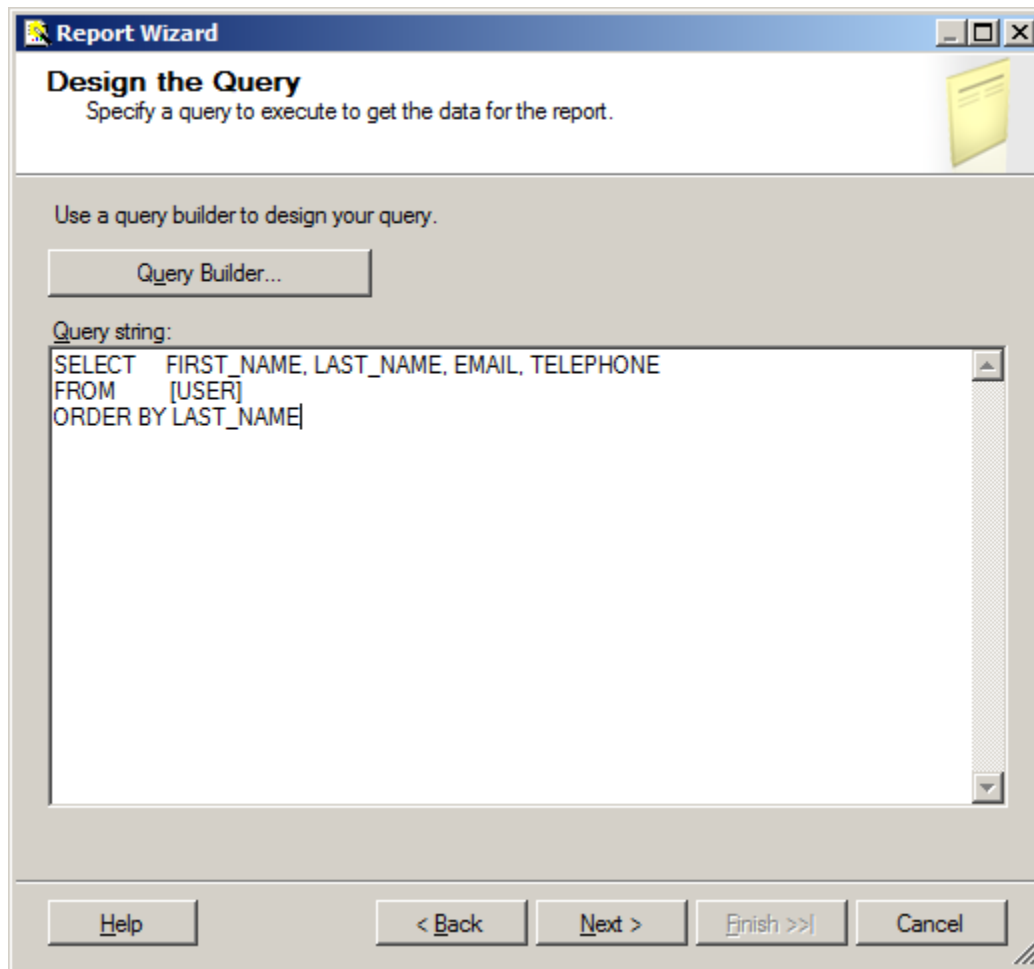 Report Wizard
Design the Query
Specify a query to execute to get the data for the report.
Use a query builder to design your query.
Query Builder...
Query string:
SELECT FIRST_NAME, LAST_NAME, EMAIL, TELEPHONE
FROM [USER]
ORDER BY LAST_NAME
Help < Back Next > Finish >>| Cancel